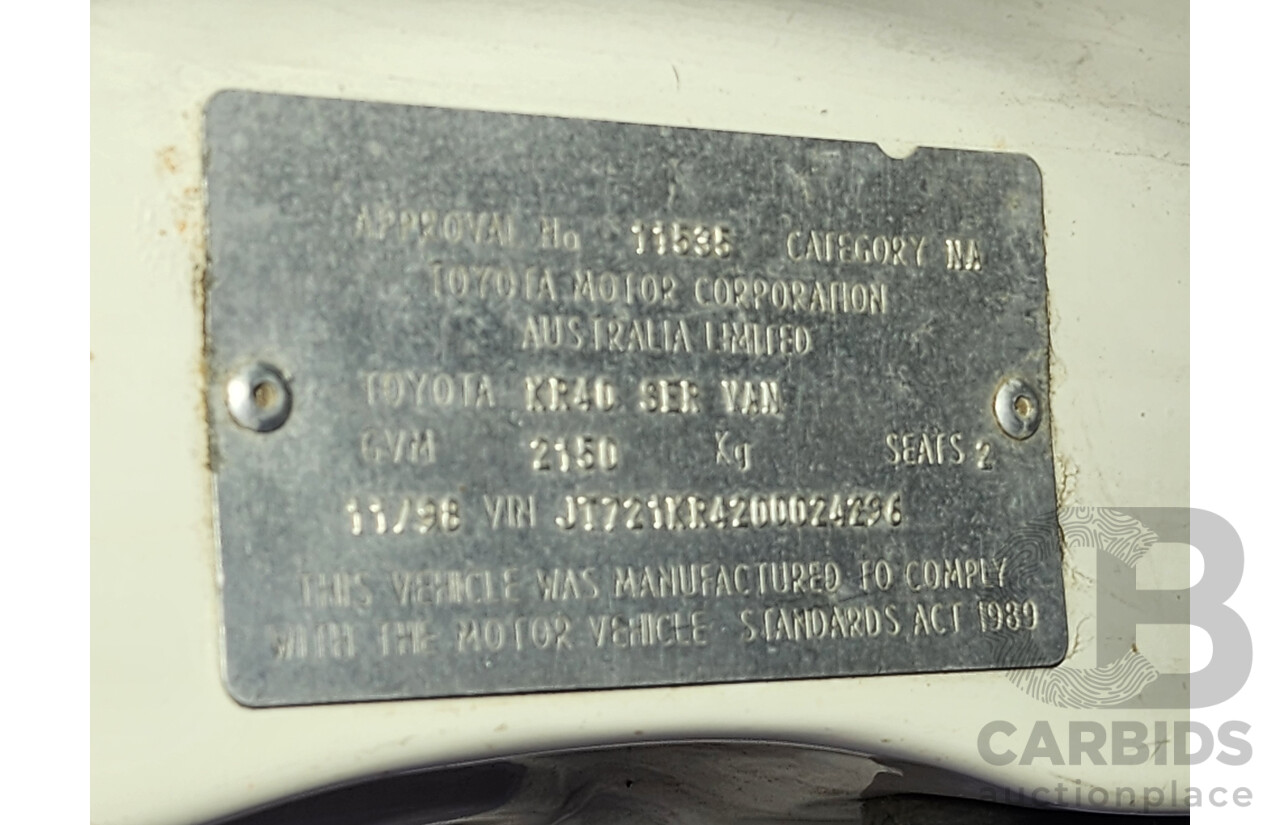 APPROVAL No 11535 CATEGORY NA
TOYOTA MOTOR CORPORATION
AUSTRALIA LIMITED
TOYOTA KR40 SER VAN
GVM 2150 Kg SEATS 2
11/98 VIN JT721KR4200024296
THIS VEHICLE WAS MANUFACTURED TO COMPLY
WITH THE MOTOR VEHICLE STANDARDS ACT 1989
CB
CARBIDS
auctionplace